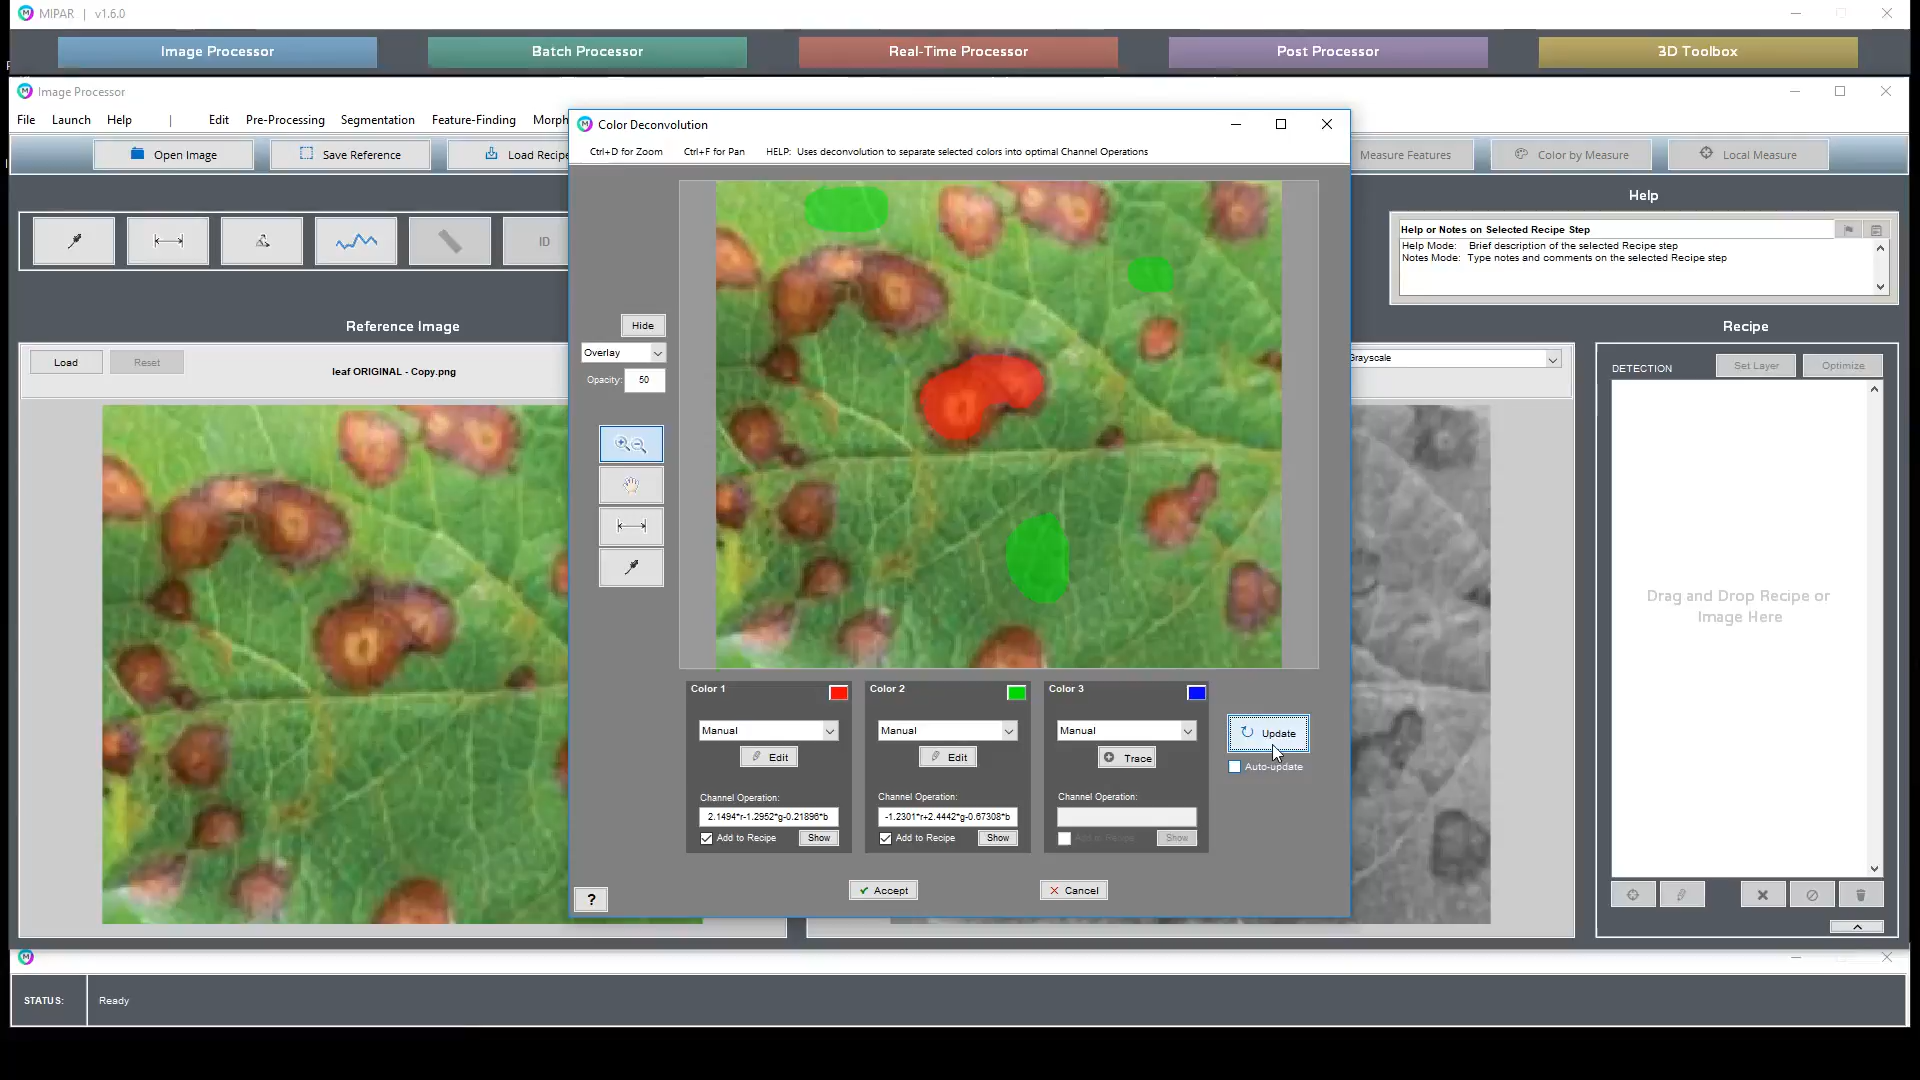 MIPAR | v1.6.0
Image Processor
Batch Processor
Real-Time Processor
Post Processor
3D Toolbox
Image Processor
File
Launch
Help
|
Edit
Pre-Processing
Segmentation
Feature-Finding
Morph
Open Image
Save Reference
Load Recipe
Measure Features
Color by Measure
Local Measure
Color Deconvolution
Ctrl+D for Zoom
Ctrl+F for Pan
HELP: Uses deconvolution to separate selected colors into optimal Channel Operations
Help
ID
Help or Notes on Selected Recipe Step
Help Mode: Brief description of the selected Recipe step
Notes Mode: Type notes and comments on the selected Recipe step
Reference Image
Load
Reset
leaf ORIGINAL - Copy.png
Hide
Overlay
Opacity: 50
Grayscale
Recipe
DETECTION
Set Layer
Optimize
Drag and Drop Recipe or
Image Here
Color 1
Manual
Edit
Channel Operation:
2.1494*r-1.2952*g-0.21896*b
Add to Recipe
Show
Color 2
Manual
Edit
Channel Operation:
-1.2301*r+2.4442*g-0.67308*b
Add to Recipe
Show
Color 3
Manual
Trace
Channel Operation:
Add to Recipe
Show
Update
Auto-update
Accept
Cancel
?
STATUS:
Ready